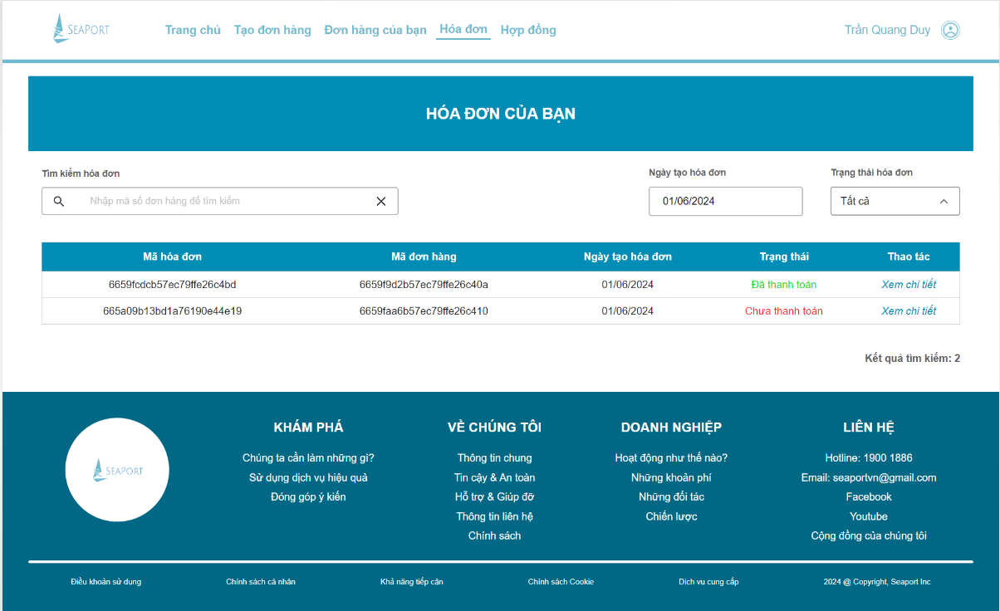 SEAPORT
Trang chủ Tạo đơn hàng Đơn hàng của bạn Hóa đơn Hợp đồng
Trần Quang Duy
HÓA ĐƠN CỦA BẠN
Tìm kiếm hóa đơn
Nhập mã số đơn hàng để tìm kiếm
Ngày tạo hóa đơn
01/06/2024
Trạng thái hóa đơn
Tất cả
Mã hóa đơn Mã đơn hàng Ngày tạo hóa đơn Trạng thái Thao tác
6659fcdcb57ec79ffe26c4bd 6659f9d2b57ec79ffe26c40a 01/06/2024 Đã thanh toán Xem chi tiết
665a09b13bd1a76190e44e19 6659faa6b57ec79ffe26c410 01/06/2024 Chưa thanh toán Xem chi tiết
Kết quả tìm kiếm: 2
SEAPORT
KHÁM PHÁ
Chúng ta cần làm những gì?
Sử dụng dịch vụ hiệu quả
Đóng góp ý kiến
VỀ CHÚNG TÔI
Thông tin chung
Tin cậy & An toàn
Hỗ trợ & Giúp đỡ
Thông tin liên hệ
Chính sách
DOANH NGHIỆP
Hoạt động như thế nào?
Những khoản phí
Những đối tác
Chiến lược
LIÊN HỆ
Hotline: 1900 1886
Email: seaportvn@gmail.com
Facebook
Youtube
Cộng đồng của chúng tôi
Điều khoản sử dụng Chính sách cá nhân Khả năng tiếp cận Chính sách Cookie Dịch vụ cung cấp 2024 @ Copyright, Seaport Inc